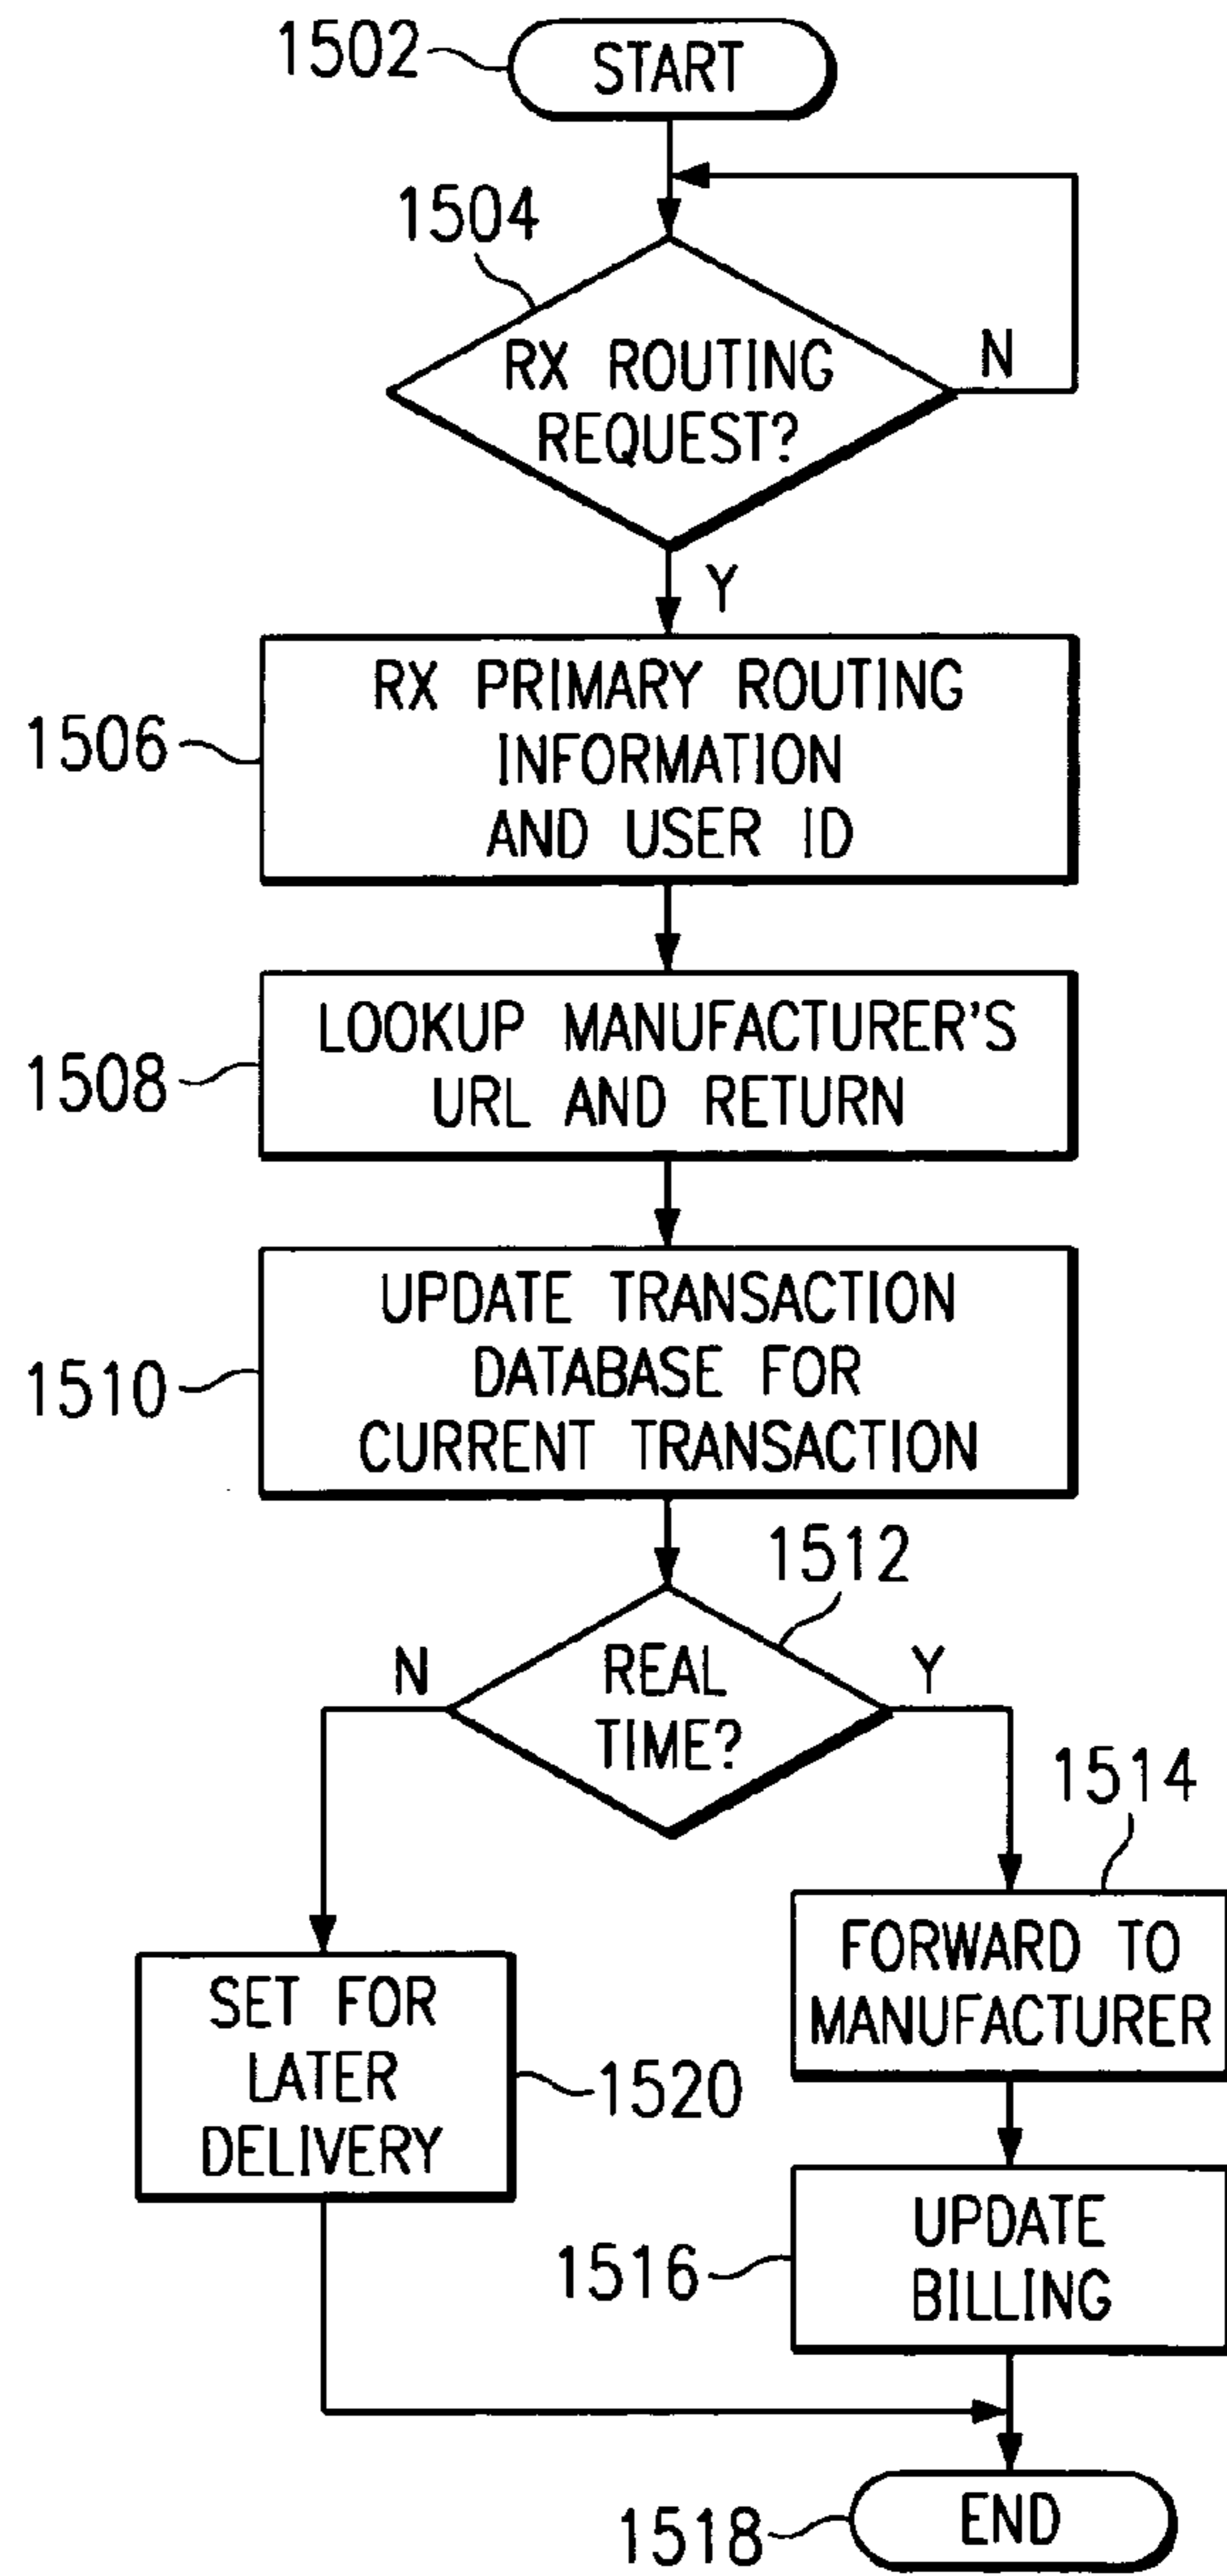 1502
START
1504
RX ROUTING
REQUEST?
N
Y
1506
RX PRIMARY ROUTING
INFORMATION
AND USER ID
1508
LOOKUP MANUFACTURER'S
URL AND RETURN
1510
UPDATE TRANSACTION
DATABASE FOR
CURRENT TRANSACTION
1512
REAL
TIME?
N
Y
1514
FORWARD TO
MANUFACTURER
SET FOR
LATER
DELIVERY
1520
1516
UPDATE
BILLING
1518
END